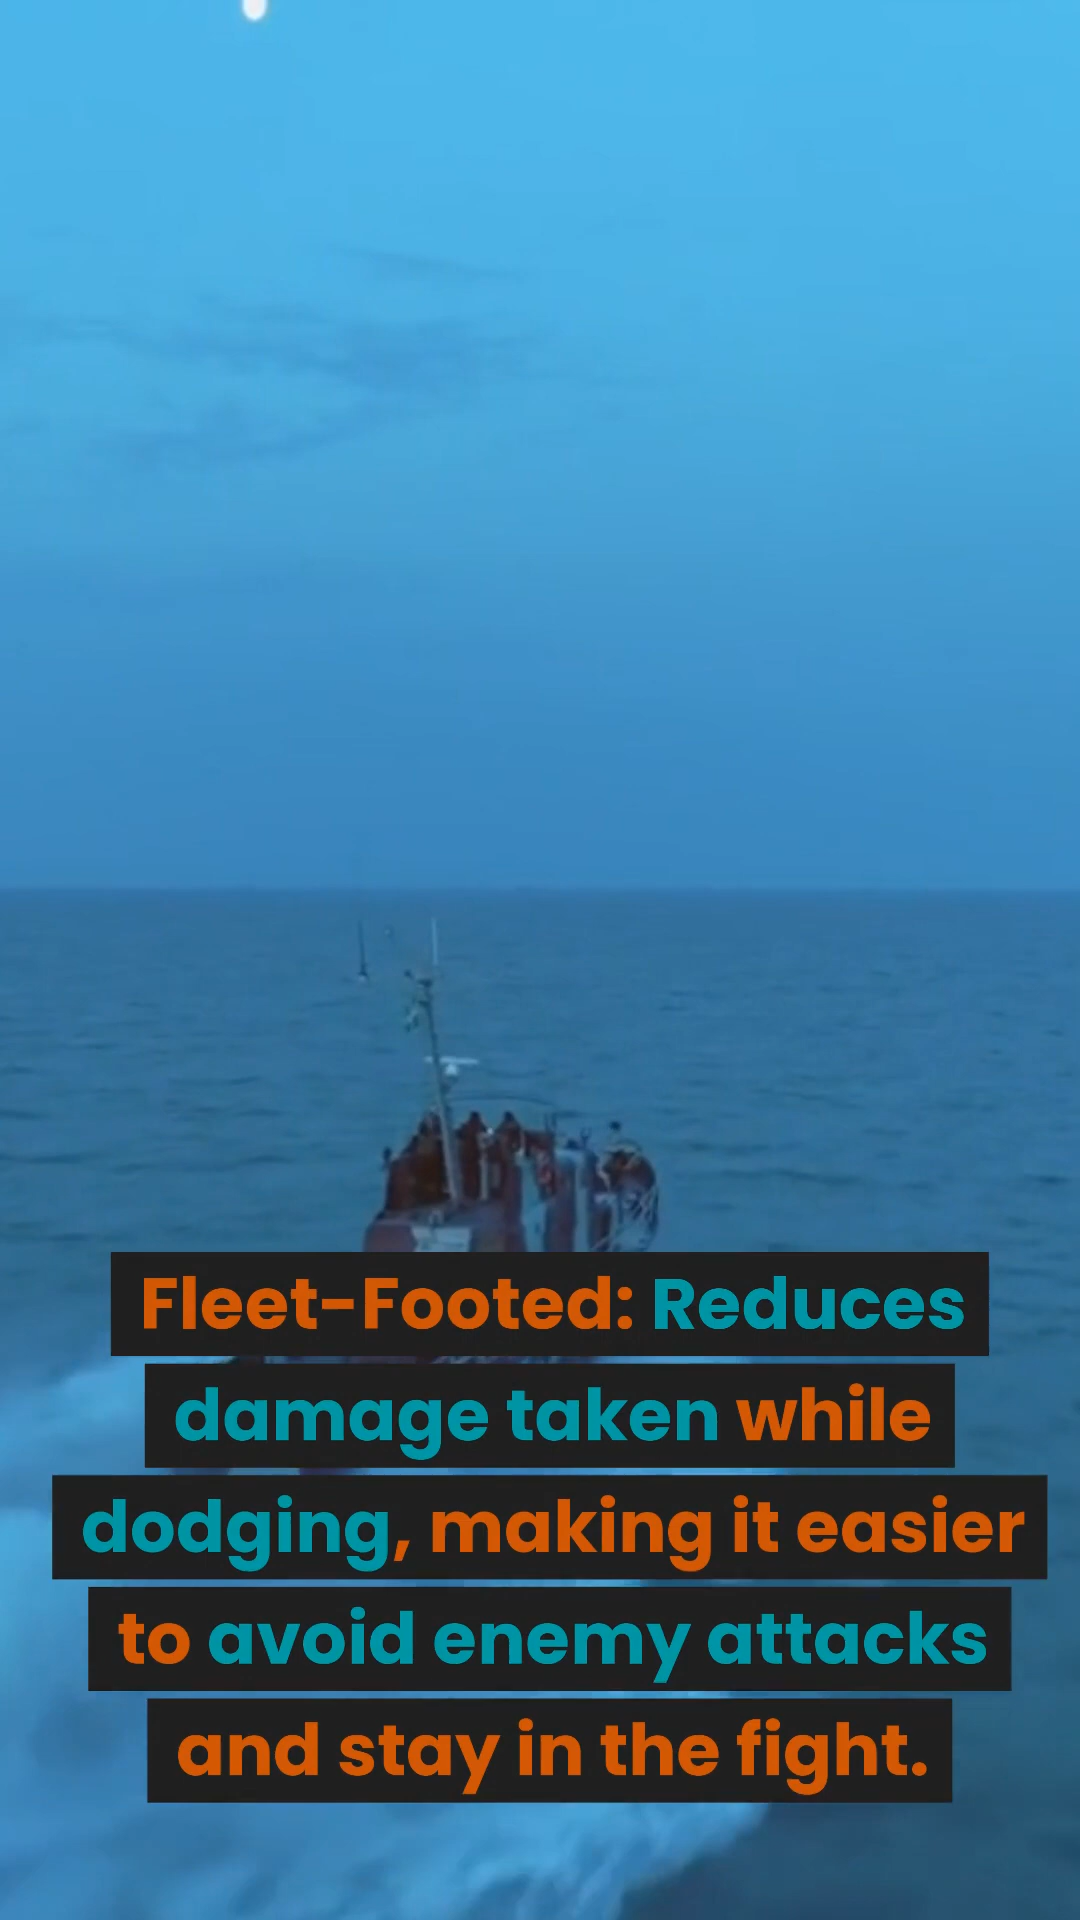 Fleet-Footed: Reduces
damage taken while
dodging, making it easier
to avoid enemy attacks
and stay in the fight.